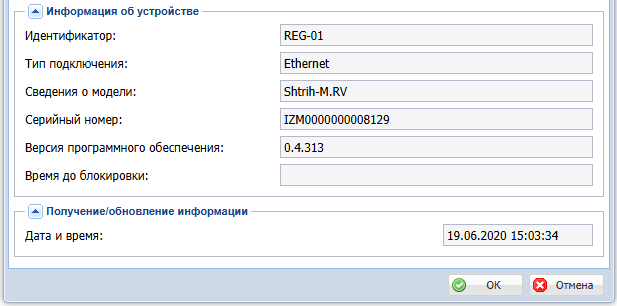 Информация об устройстве
Идентификатор: REG-01
Тип подключения: Ethernet
Сведения о модели: Shtrih-M.RV
Серийный номер: IZM0000000008129
Версия программного обеспечения: 0.4.313
Время до блокировки:
Получение/обновление информации
Дата и время: 19.06.2020 15:03:34
OK Отмена